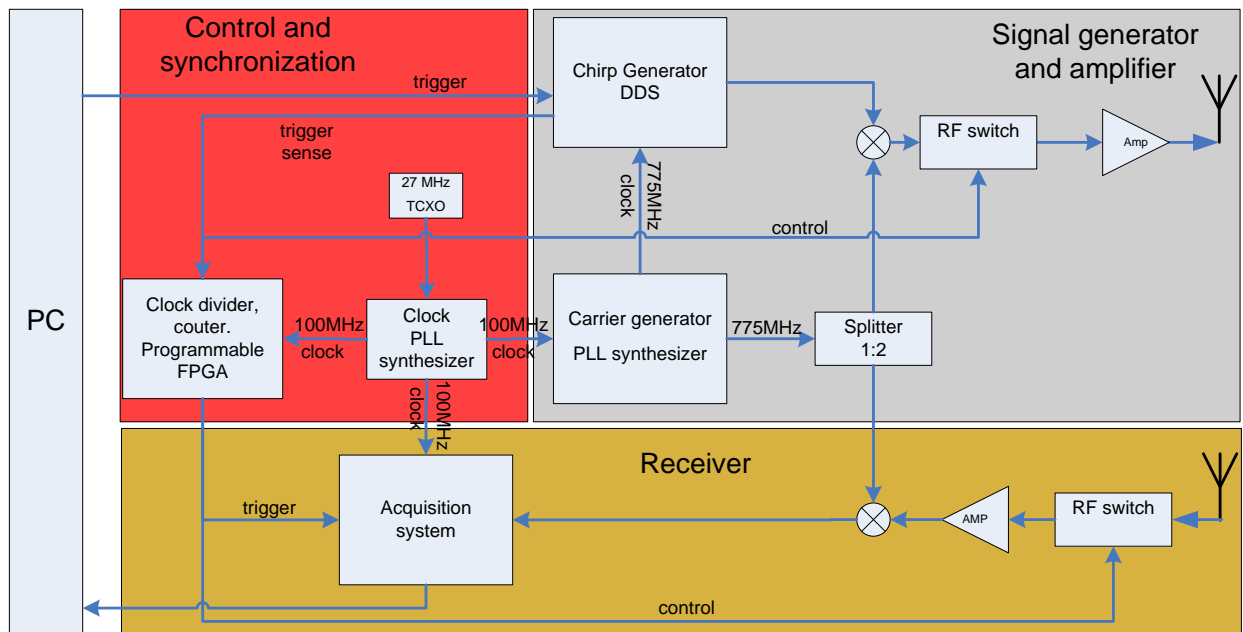 PC
Control and
synchronization
trigger
trigger
sense
27 MHz
TCXO
Clock divider,
couter.
Programmable
FPGA
100MHz
clock
Clock
PLL
synthesizer
100MHz
clock
100MHz
clock
Signal generator
and amplifier
Chirp Generator
DDS
775MHz
clock
RF switch
Amp
control
Carrier generator
PLL synthesizer
775MHz
Splitter
1:2
Receiver
trigger
Acquisition
system
AMP
RF switch
control